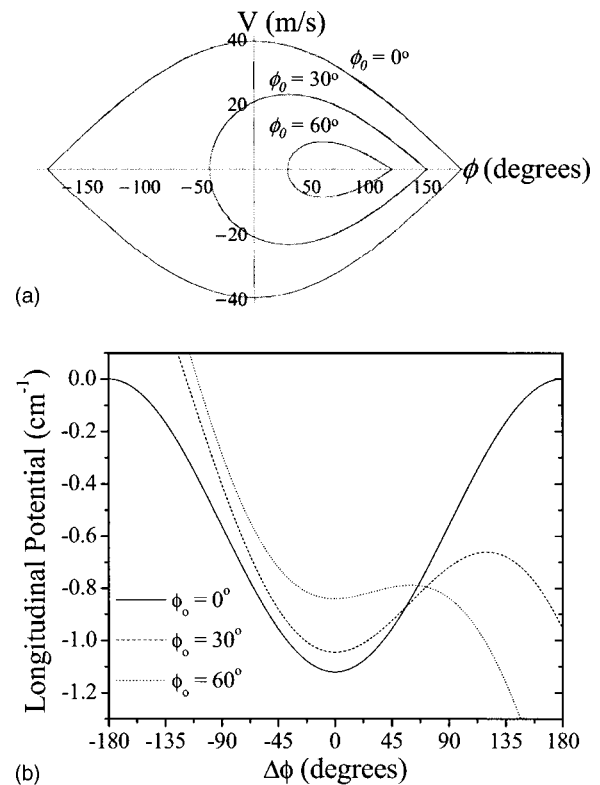 V (m/s)
40
20
−20
−40
ϕ₀ = 0°
ϕ₀ = 30°
ϕ₀ = 60°
−150 −100 −50 50 100 150
ϕ (degrees)
(a)
Longitudinal Potential (cm⁻¹)
0.0
-0.2
-0.4
-0.6
-0.8
-1.0
-1.2
ϕₒ = 0°
ϕₒ = 30°
ϕₒ = 60°
-180 -135 -90 -45 0 45 90 135 180
Δϕ (degrees)
(b)